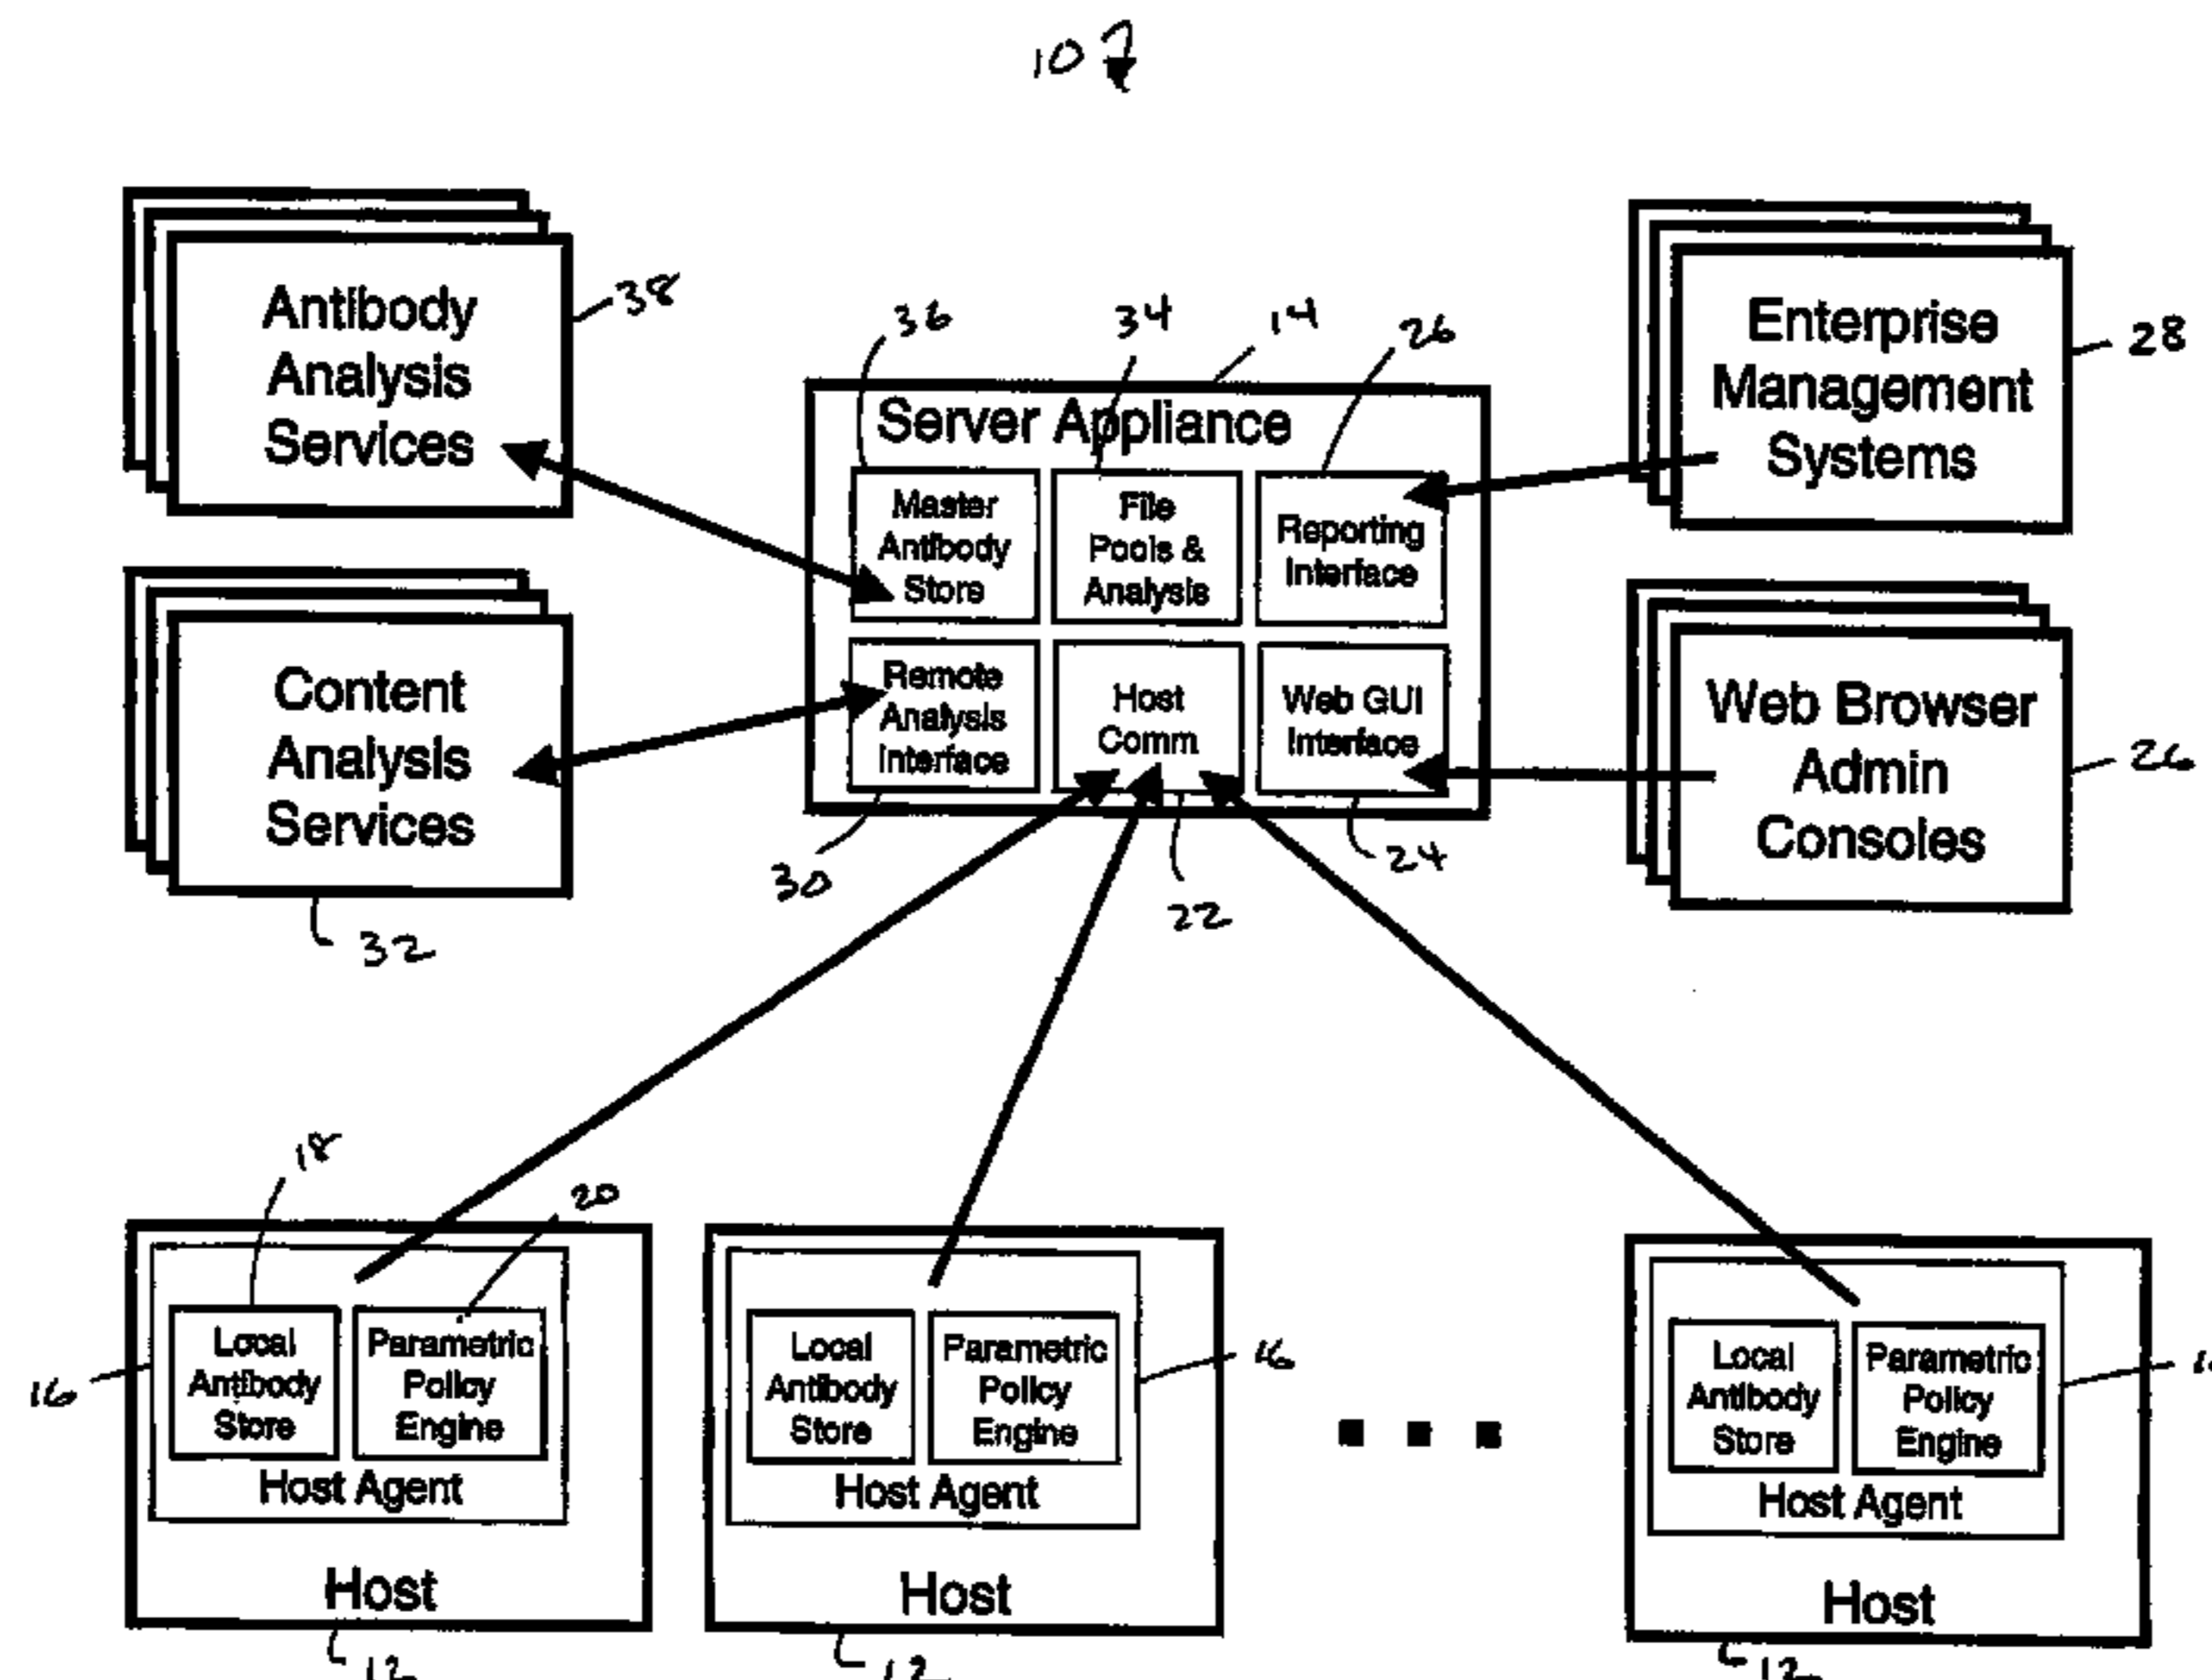 10
Antibody
Analysis
Services
38
Content
Analysis
Services
32
36
34
14
26
Server Appliance
Master
Antibody
Store
File
Pools &
Analysis
Reporting
Interface
Remote
Analysis
Interface
Host
Comm
Web GUI
Interface
30
22
24
Enterprise
Management
Systems
28
Web Browser
Admin
Consoles
26
18
20
16
Local
Antibody
Store
Parametric
Policy
Engine
Host Agent
Host
12
Local
Antibody
Store
Parametric
Policy
Engine
Host Agent
16
Host
12
Local
Antibody
Store
Parametric
Policy
Engine
Host Agent
Host
12